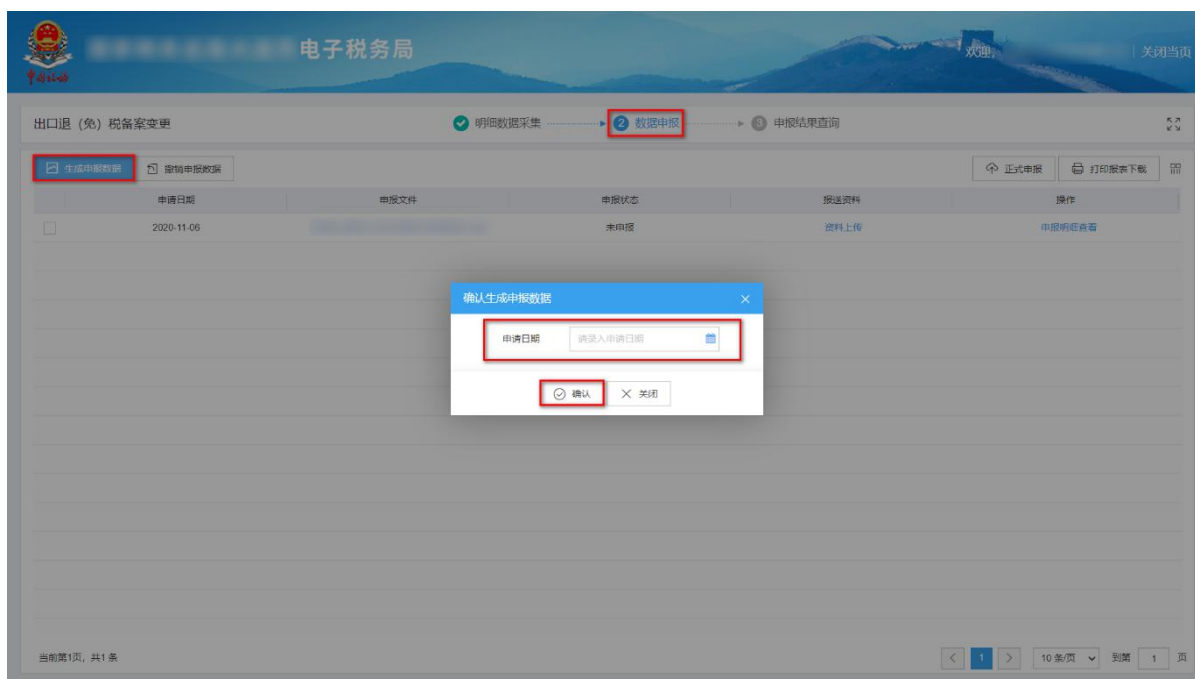 电子税务局
欢迎,
关闭当页
中国税务
出口退（免）税备案变更
明细数据采集
2 数据申报
3 申报结果查询
生成申报数据
撤销申报数据
正式申报
打印报表下载
申请日期 申报文件 申报状态 报送资料 操作
2020-11-06 未申报 资料上传 申报明细查看
确认生成申报数据
申请日期 请录入申请日期
确认 关闭
当前第1页，共1条
1
10 条/页
到第 1 页